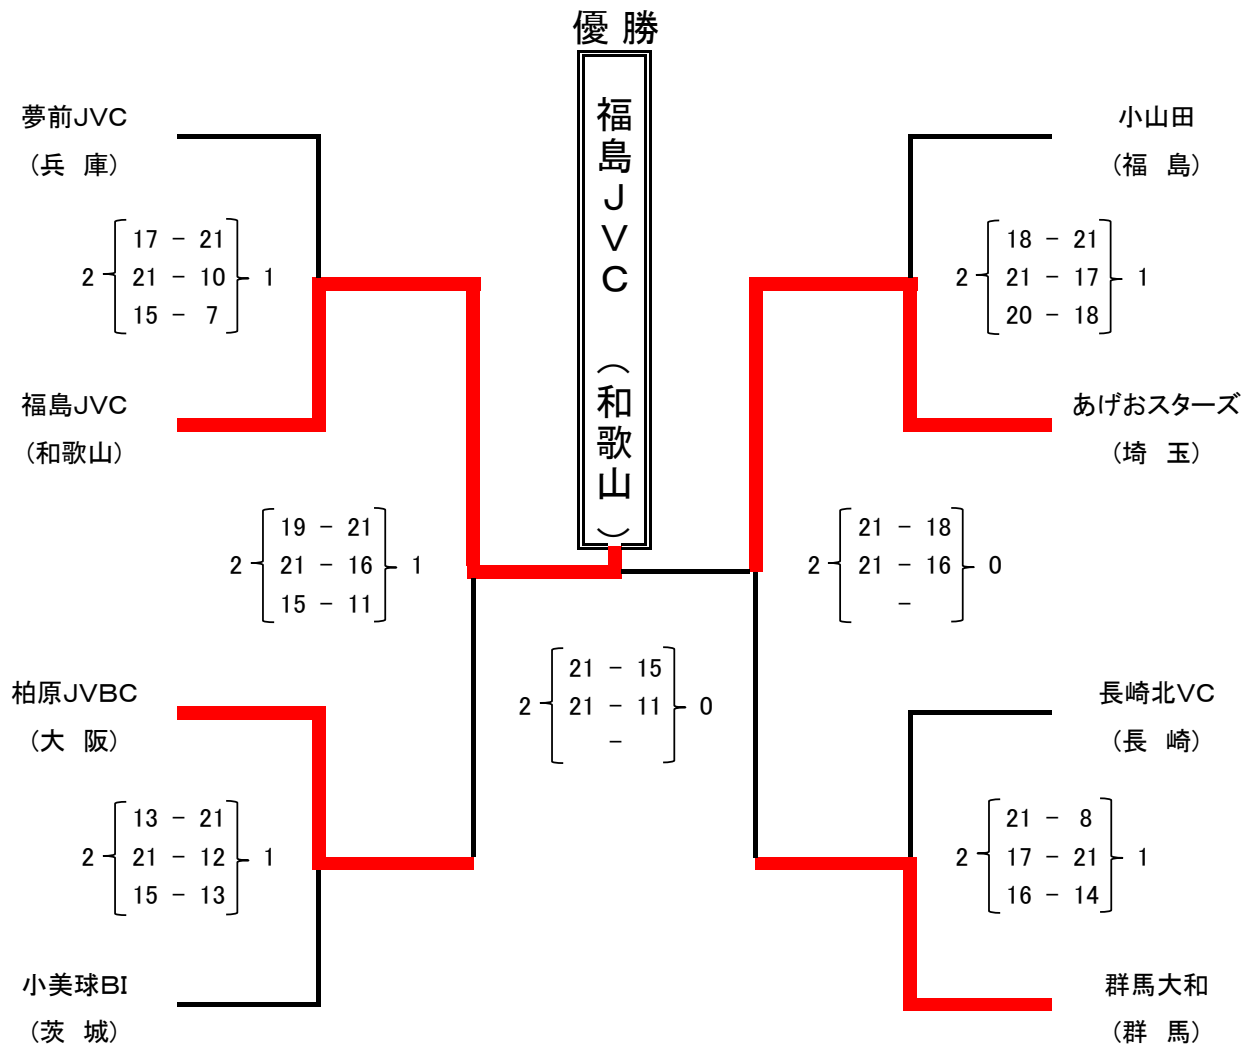 優 勝
福島JVC （和歌山）
夢前JVC
（兵 庫）
17 － 21
2 21 － 10 1
15 － 7
福島JVC
（和歌山）
19 － 21
2 21 － 16 1
15 － 11
柏原JVBC
（大 阪）
13 － 21
2 21 － 12 1
15 － 13
小美球BI
（茨 城）
21 － 15
2 21 － 11 0
－
小山田
（福 島）
18 － 21
2 21 － 17 1
20 － 18
あげおスターズ
（埼 玉）
21 － 18
2 21 － 16 0
－
長崎北VC
（長 崎）
21 － 8
2 17 － 21 1
16 － 14
群馬大和
（群 馬）